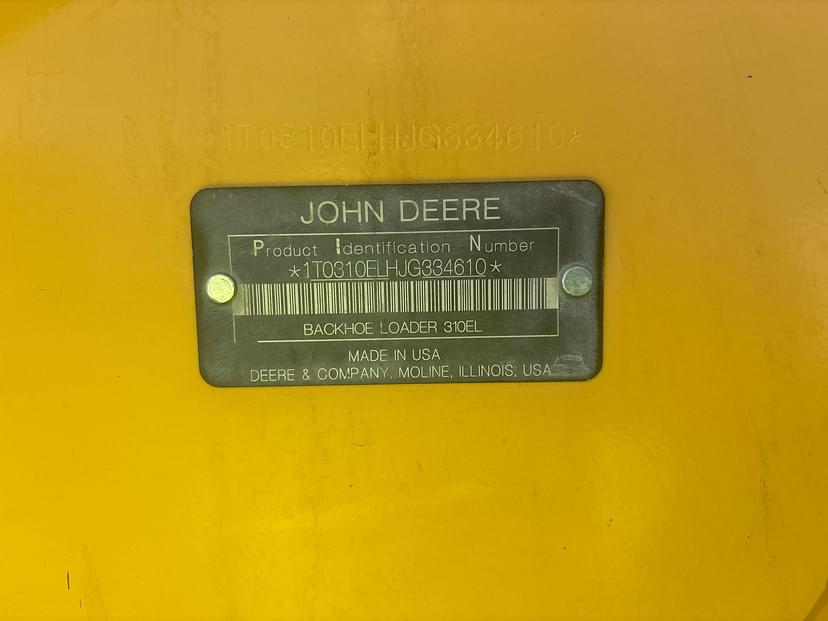 *1T0310ELHJG334610*
JOHN DEERE
Product Identification Number
*1T0310ELHJG334610*
BACKHOE LOADER 310EL
MADE IN USA
DEERE & COMPANY, MOLINE, ILLINOIS, USA